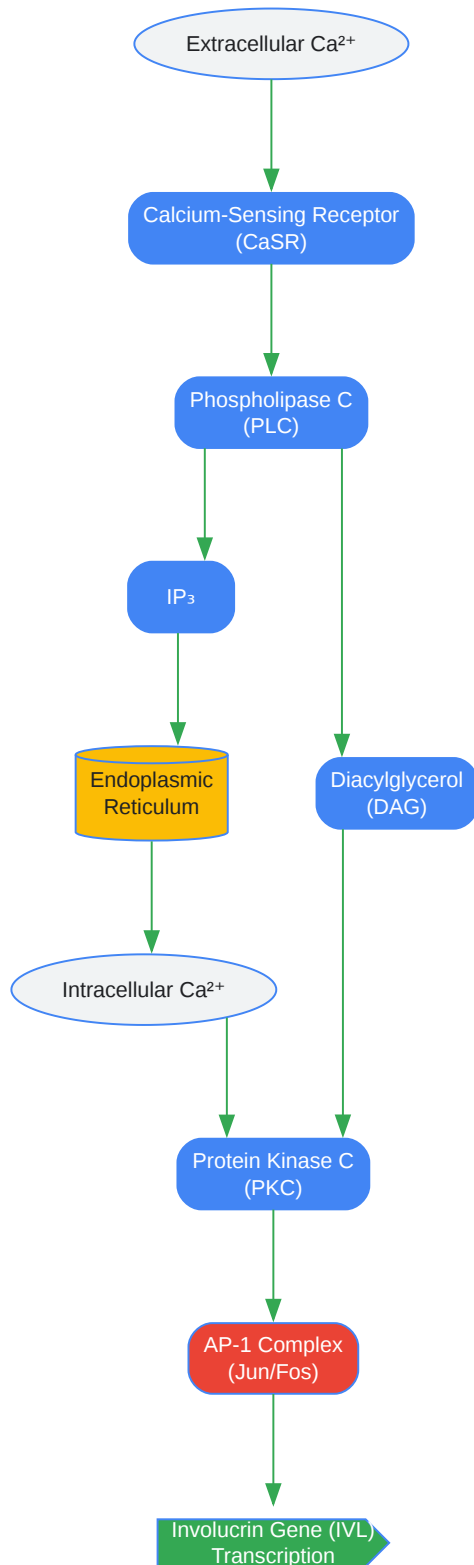 Extracellular Ca²⁺
Calcium-Sensing Receptor
(CaSR)
Phospholipase C
(PLC)
IP₃
Endoplasmic
Reticulum
Diacylglycerol
(DAG)
Intracellular Ca²⁺
Protein Kinase C
(PKC)
AP-1 Complex
(Jun/Fos)
Involucrin Gene (IVL)
Transcription